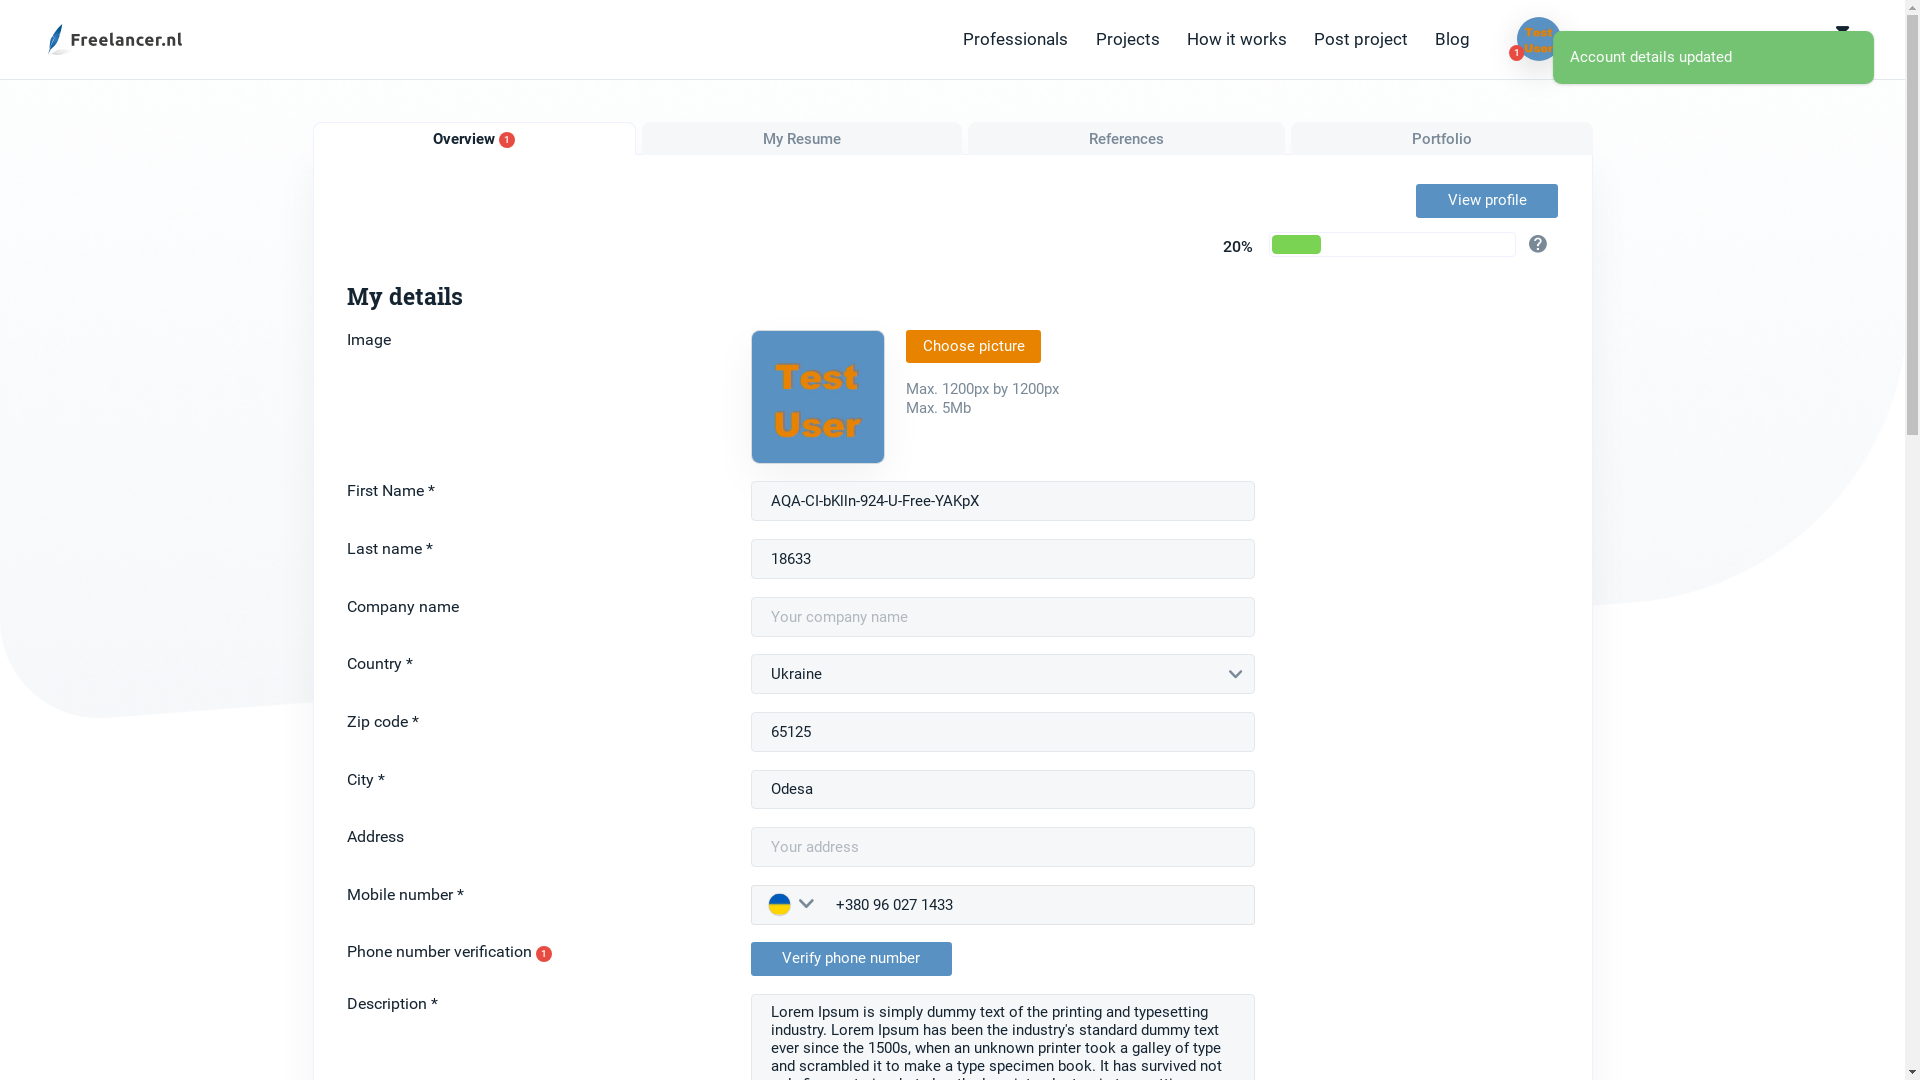 Freelancer.nl
Professionals
Projects
How it works
Post project
Blog
Test
User
1
Account details updated
Overview 1
My Resume
References
Portfolio
View profile
20%
?
My details
Image
Test
User
Choose picture
Max. 1200px by 1200px
Max. 5Mb
First Name *
AQA-CI-bKlln-924-U-Free-YAKpX
Last name *
18633
Company name
Your company name
Country *
Ukraine
Zip code *
65125
City *
Odesa
Address
Your address
Mobile number *
+380 96 027 1433
Phone number verification 1
Verify phone number
Description *
Lorem Ipsum is simply dummy text of the printing and typesetting
industry. Lorem Ipsum has been the industry's standard dummy text
ever since the 1500s, when an unknown printer took a galley of type
and scrambled it to make a type specimen book. It has survived not